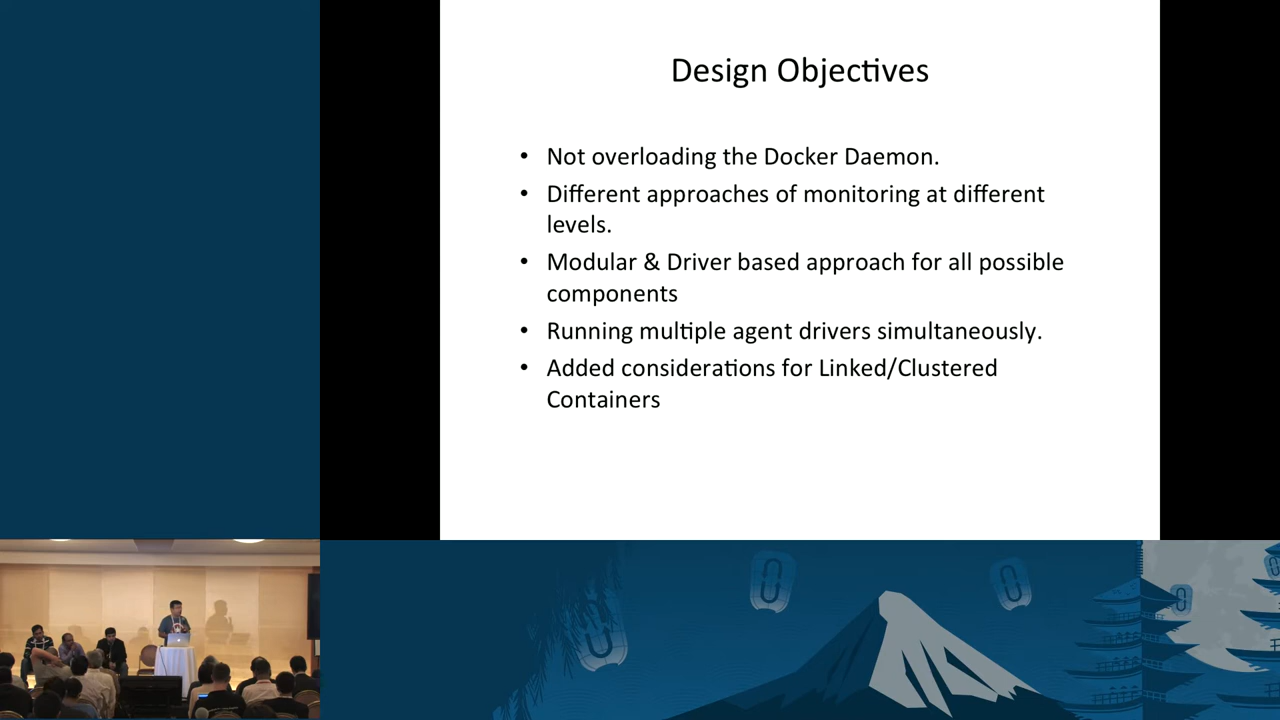 Design Objectives
• Not overloading the Docker Daemon.
• Different approaches of monitoring at different
levels.
• Modular & Driver based approach for all possible
components
• Running multiple agent drivers simultaneously.
• Added considerations for Linked/Clustered
Containers